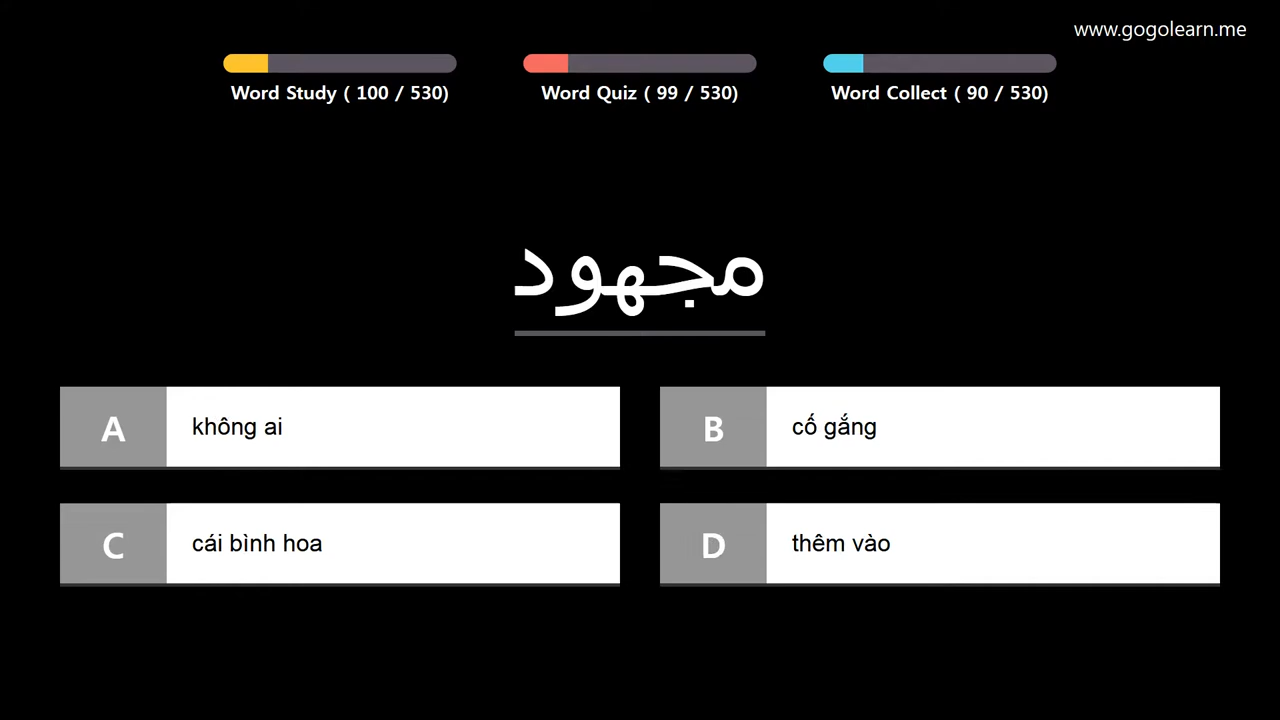 www.gogolearn.me
Word Study ( 100 / 530)
Word Quiz ( 99 / 530)
Word Collect ( 90 / 530)
مجهود
A
không ai
B
cố gắng
C
cái bình hoa
D
thêm vào